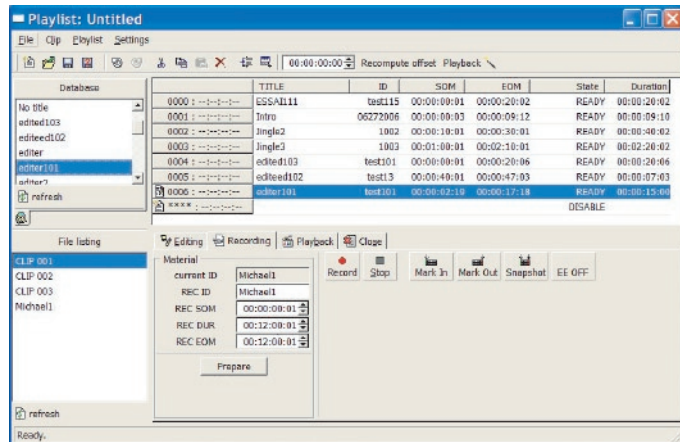 Playlist: Untitled
File Clip Playlist Settings
00:00:00:00 Recompute offset Playback
Database
No title
edited103
editeed102
editer
editer101
editer2
refresh
TITLE ID SOM EOM State Duration
0000 : --:--:--:-- ESSAI111 test115 00:00:00:01 00:00:20:02 READY 00:00:20:02
0001 : --:--:--:-- Intro 06272006 00:00:00:03 00:00:09:12 READY 00:00:09:10
0002 : --:--:--:-- Jingle2 1002 00:00:10:01 00:00:30:01 READY 00:00:40:02
0003 : --:--:--:-- Jingle3 1003 00:01:00:01 00:02:10:01 READY 00:02:20:02
0004 : --:--:--:-- edited103 test101 00:00:00:01 00:00:20:06 READY 00:00:20:06
0005 : --:--:--:-- editeed102 test13 00:00:40:01 00:00:47:03 READY 00:00:07:03
0006 : --:--:--:-- editer101 test101 00:00:02:19 00:00:17:18 READY 00:00:15:00
**** : --:--:--:-- DISABLE
File listing
CLIP 001
CLIP 002
CLIP 003
Michael1
refresh
Editing Recording Playback Close
Material
current ID Michael1
REC ID Michael1
REC SOM 00:00:00:01
REC DUR 00:12:00:01
REC EOM 00:12:00:01
Prepare
Record Stop Mark In Mark Out Snapshot EE OFF
Ready.